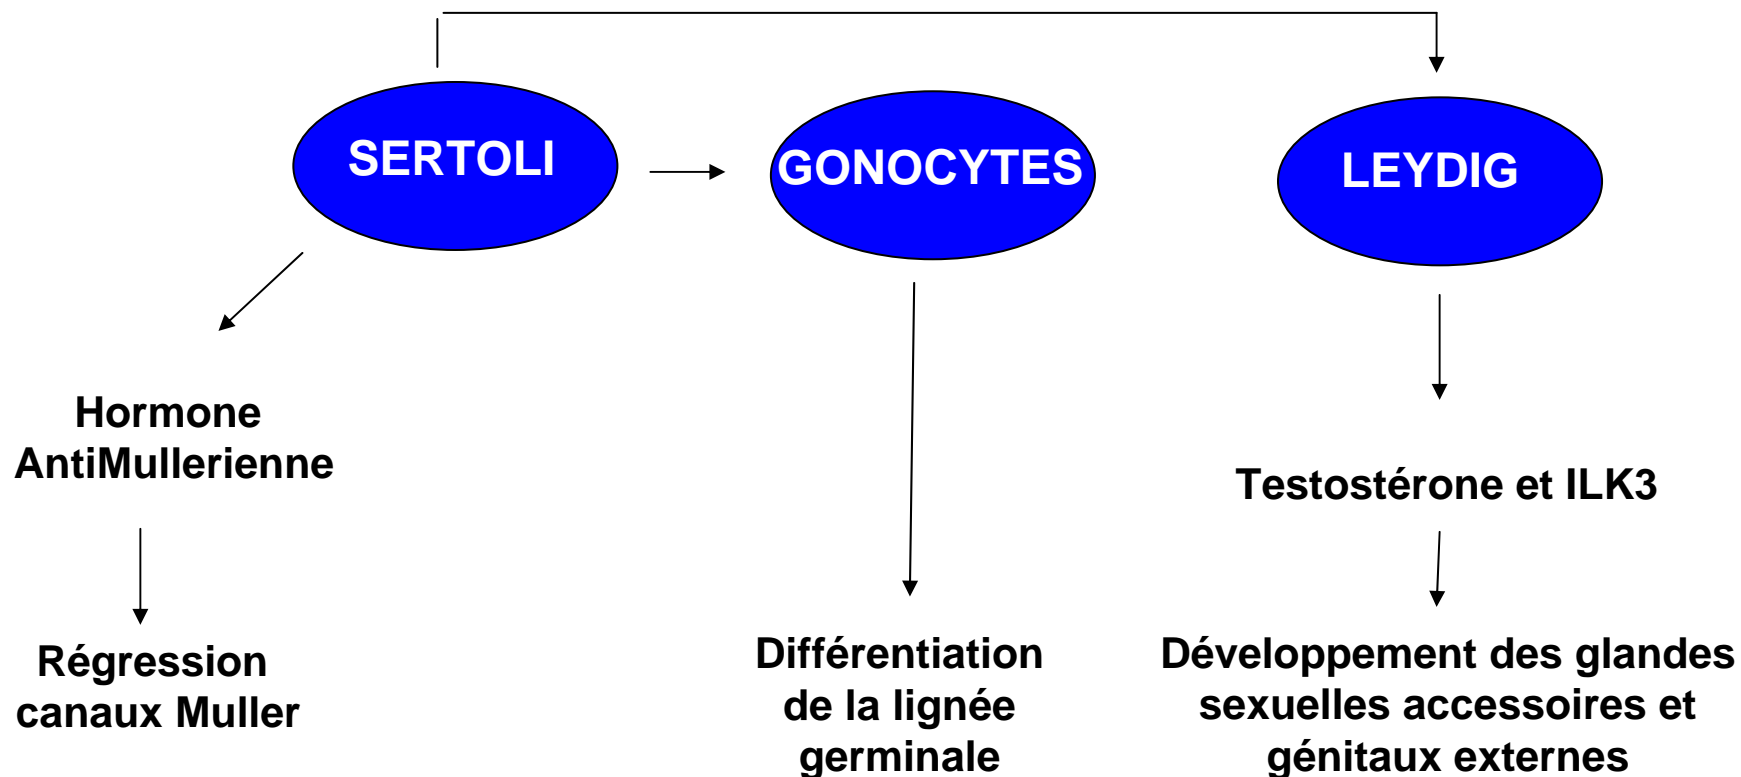 SERTOLI
GONOCYTES
LEYDIG
Hormone
AntiMullerienne
Testostérone et ILK3
Régression
canaux Muller
Différentiation
de la lignée
germinale
Développement des glandes
sexuelles accessoires et
génitaux externes